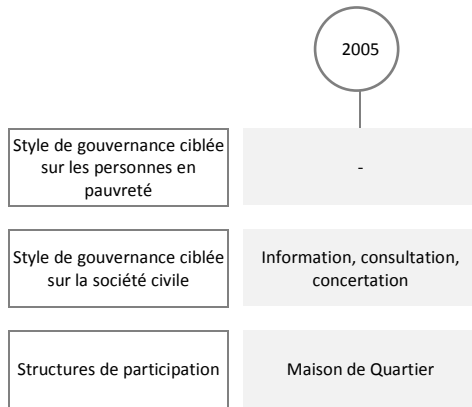 2005
Style de gouvernance ciblée
sur les personnes en
pauvreté
-
Style de gouvernance ciblée
sur la société civile
Information, consultation,
concertation
Structures de participation
Maison de Quartier